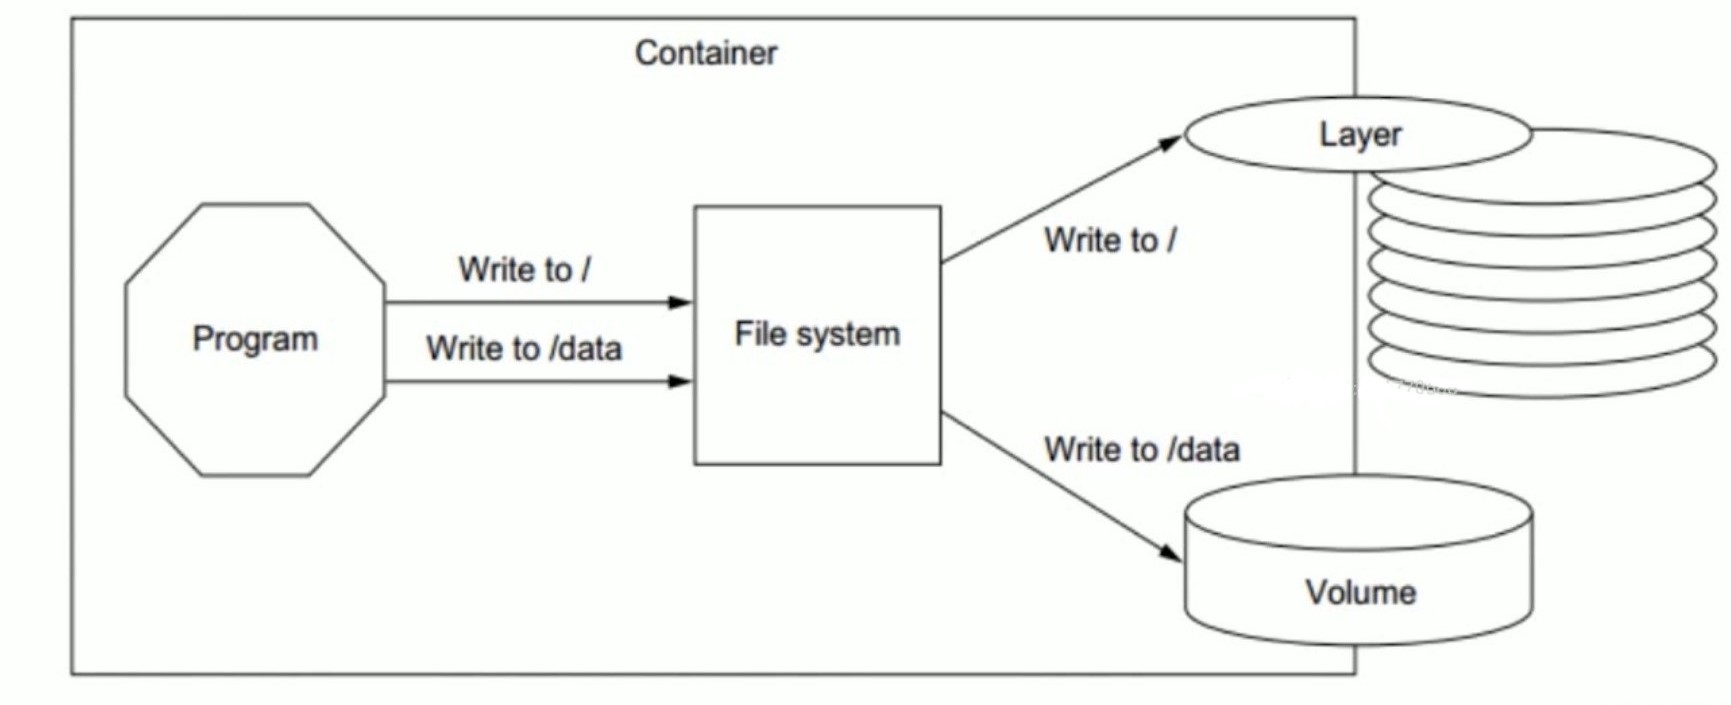 Container
Layer
Write to /
Write to /
Program
Write to /data
File system
Write to /data
Volume